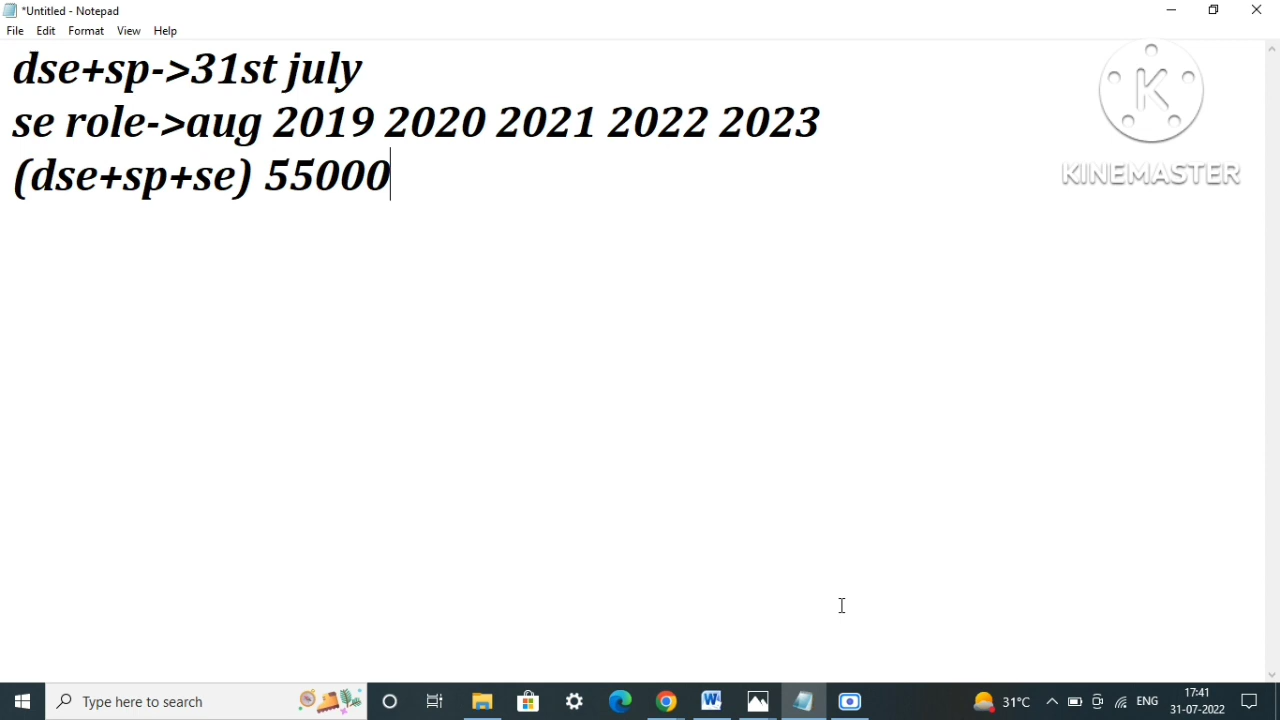 *Untitled - Notepad
File Edit Format View Help
dse+sp->31st july
se role->aug 2019 2020 2021 2022 2023
(dse+sp+se) 55000
K
KINEMASTER
Type here to search
31°C
ENG
17:41
31-07-2022